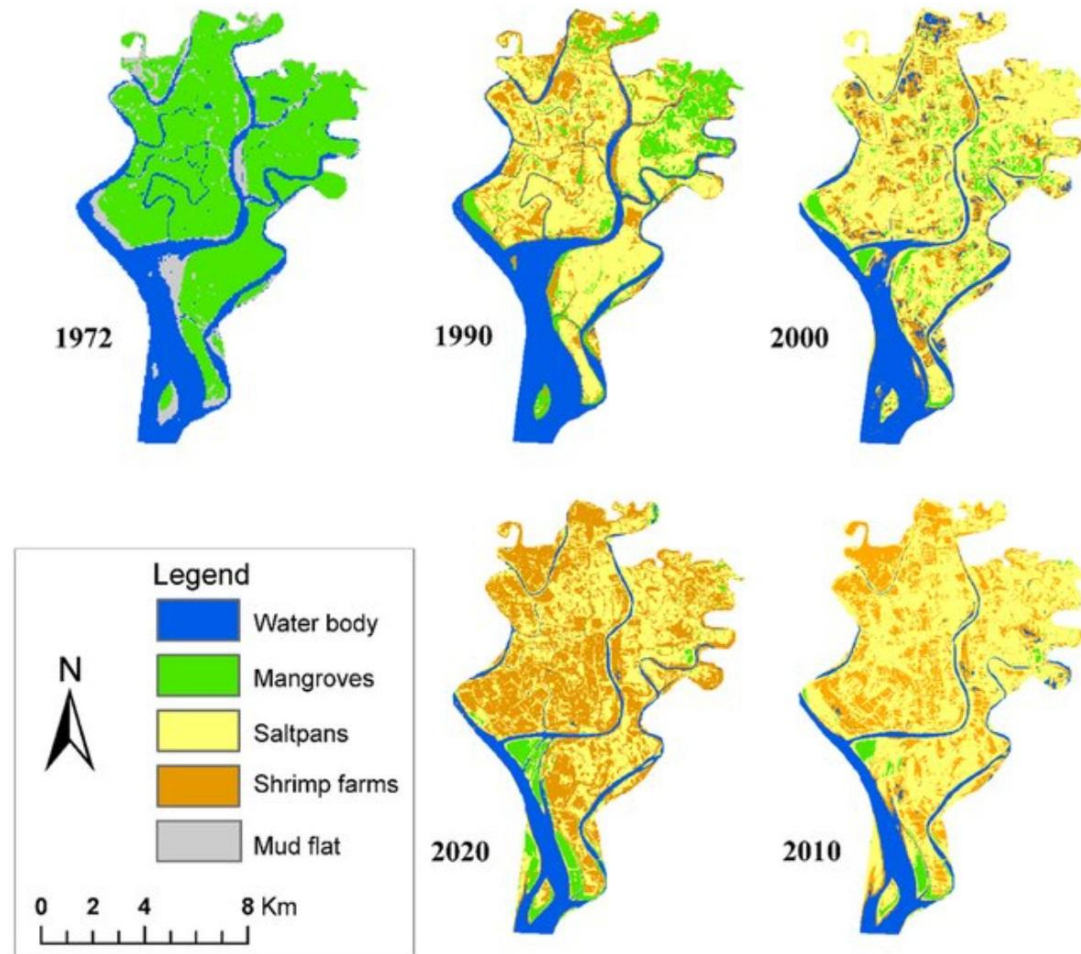 1972
1990
2000
2020
2010
Legend
Water body
Mangroves
Saltpans
Shrimp farms
Mud flat
N
0 2 4 8 Km